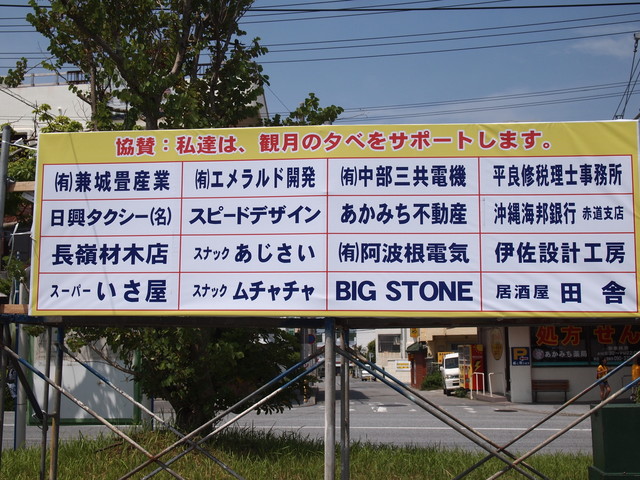 協賛：私達は、観月の夕べをサポートします。
(有)兼城畳産業 (有)エメラルド開発 (有)中部三共電機 平良修税理士事務所
日興タクシー(名) スピードデザイン あかみち不動産 沖縄海邦銀行 赤道支店
長嶺材木店 スナック あじさい (有)阿波根電気 伊佐設計工房
スーパー いさ屋 スナック ムチャチャ BIG STONE 居酒屋 田舎
処方せん
あかみち薬局
P